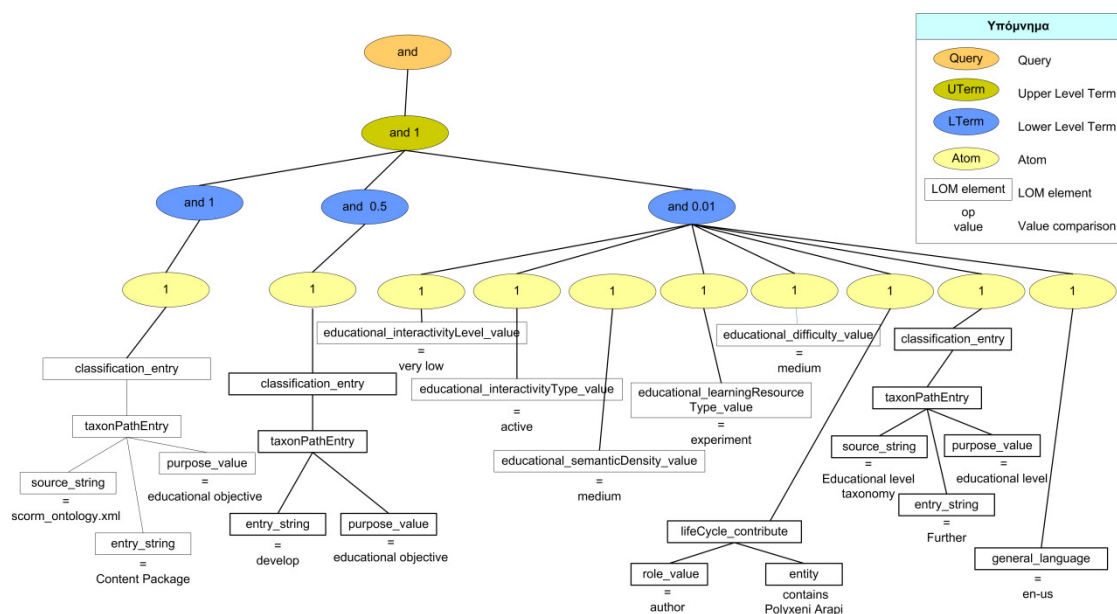 and
and 1
and 1
and 0.5
and 0.01
1
1
1
1
1
1
1
1
1
1
classification_entry
taxonPathEntry
source_string
=
scorm_ontology.xml
purpose_value
=
educational objective
entry_string
=
Content Package
classification_entry
taxonPathEntry
entry_string
=
develop
purpose_value
=
educational objective
educational_interactivityLevel_value
=
very low
educational_interactivityType_value
=
active
educational_semanticDensity_value
=
medium
educational_learningResource
Type_value
=
experiment
educational_difficulty_value
=
medium
lifeCycle_contribute
role_value
=
author
entity
contains
Polyxeni Arapi
classification_entry
taxonPathEntry
source_string
=
Educational level
taxonomy
purpose_value
=
educational level
entry_string
=
Further
general_language
=
en-us
Υπόμνημα
Query
Query
UTerm
Upper Level Term
LTerm
Lower Level Term
Atom
Atom
LOM element
LOM element
op
value
Value comparison